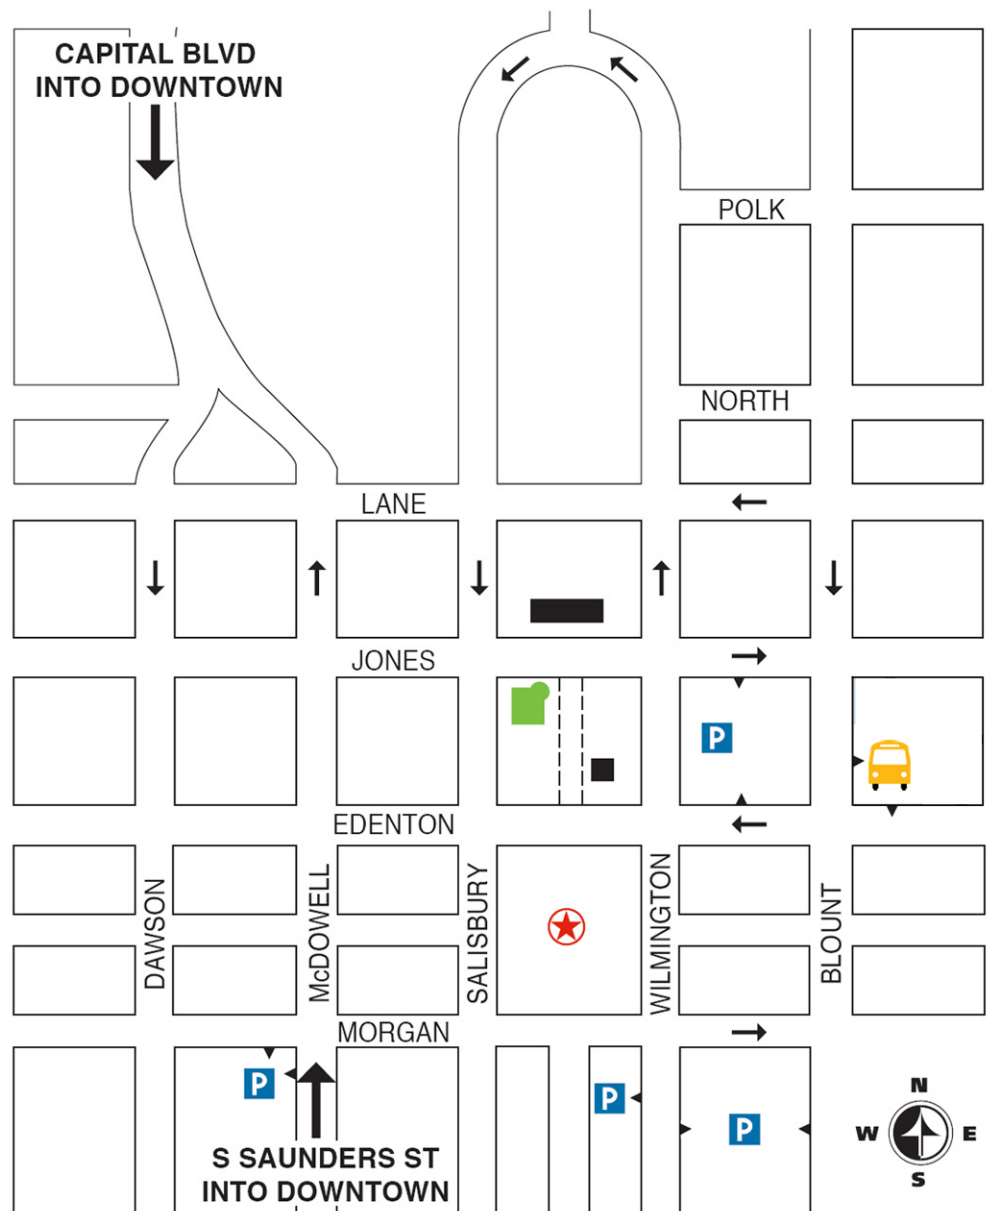 CAPITAL BLVD
INTO DOWNTOWN
POLK
NORTH
LANE
JONES
P
EDENTON
DAWSON
McDOWELL
SALISBURY
WILMINGTON
BLOUNT
MORGAN
P
P
P
S SAUNDERS ST
INTO DOWNTOWN
N
W
E
S